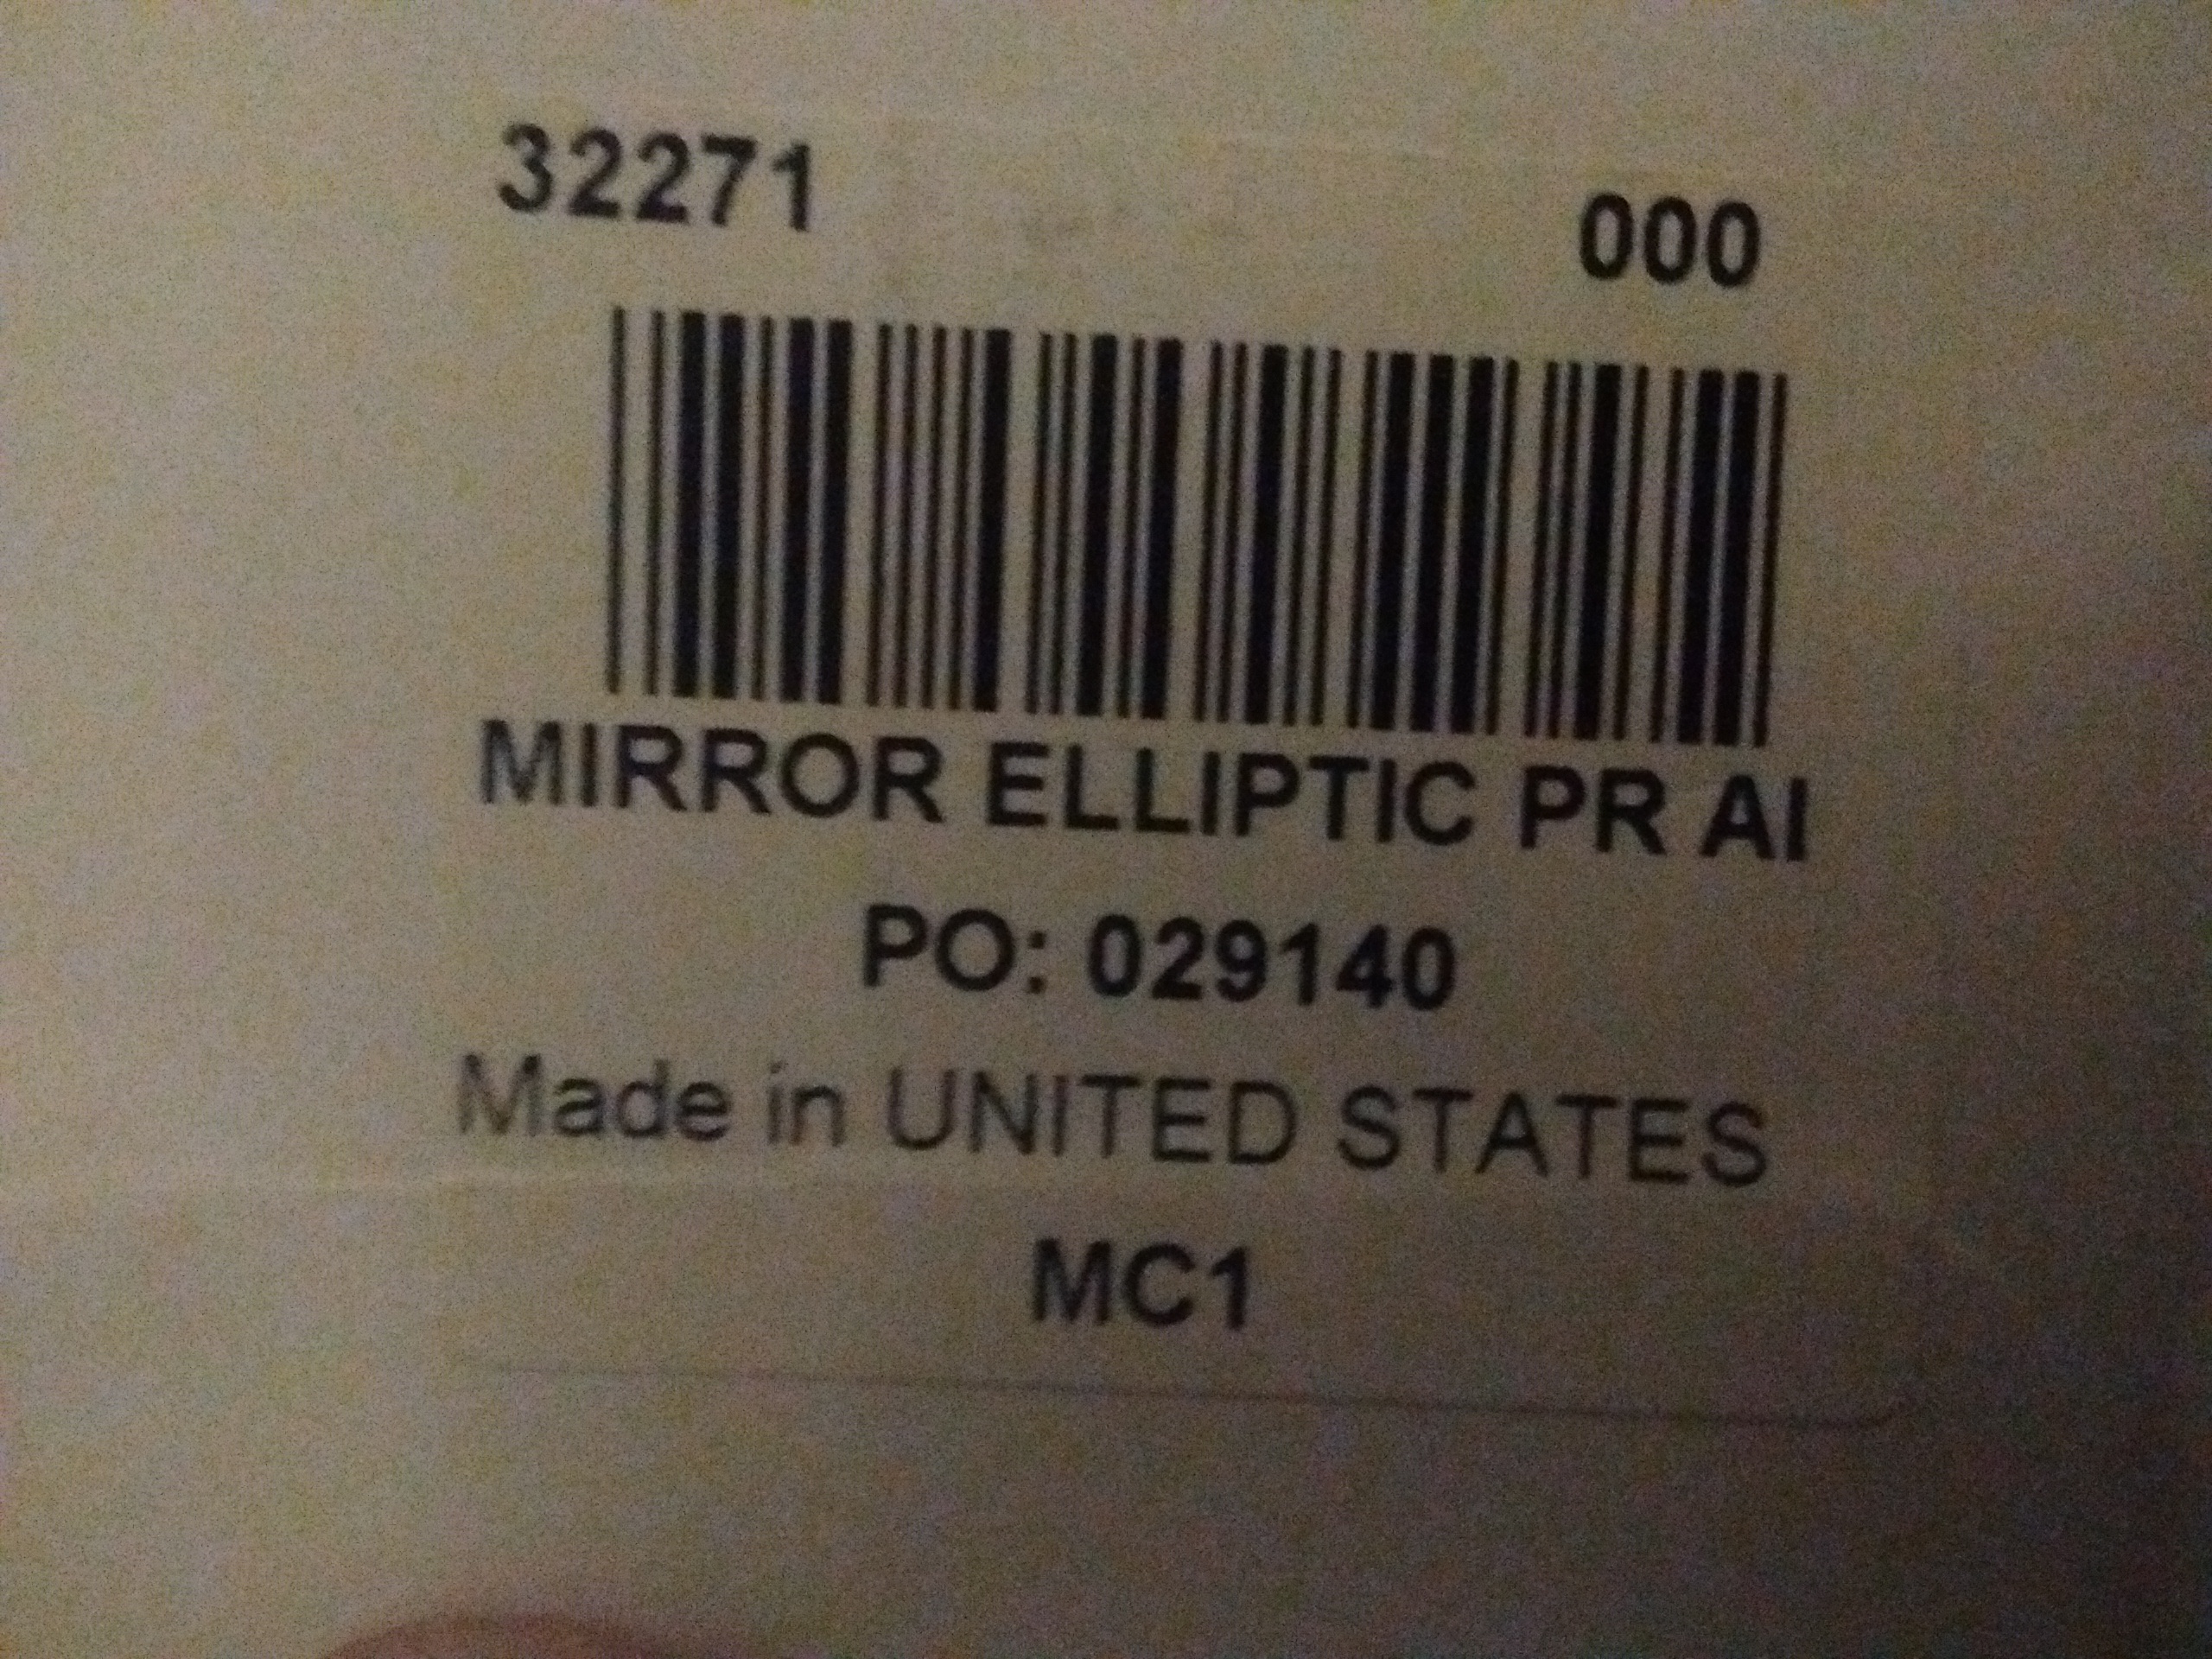 32271 000
MIRROR ELLIPTIC PR AI
PO: 029140
Made in UNITED STATES
MC1